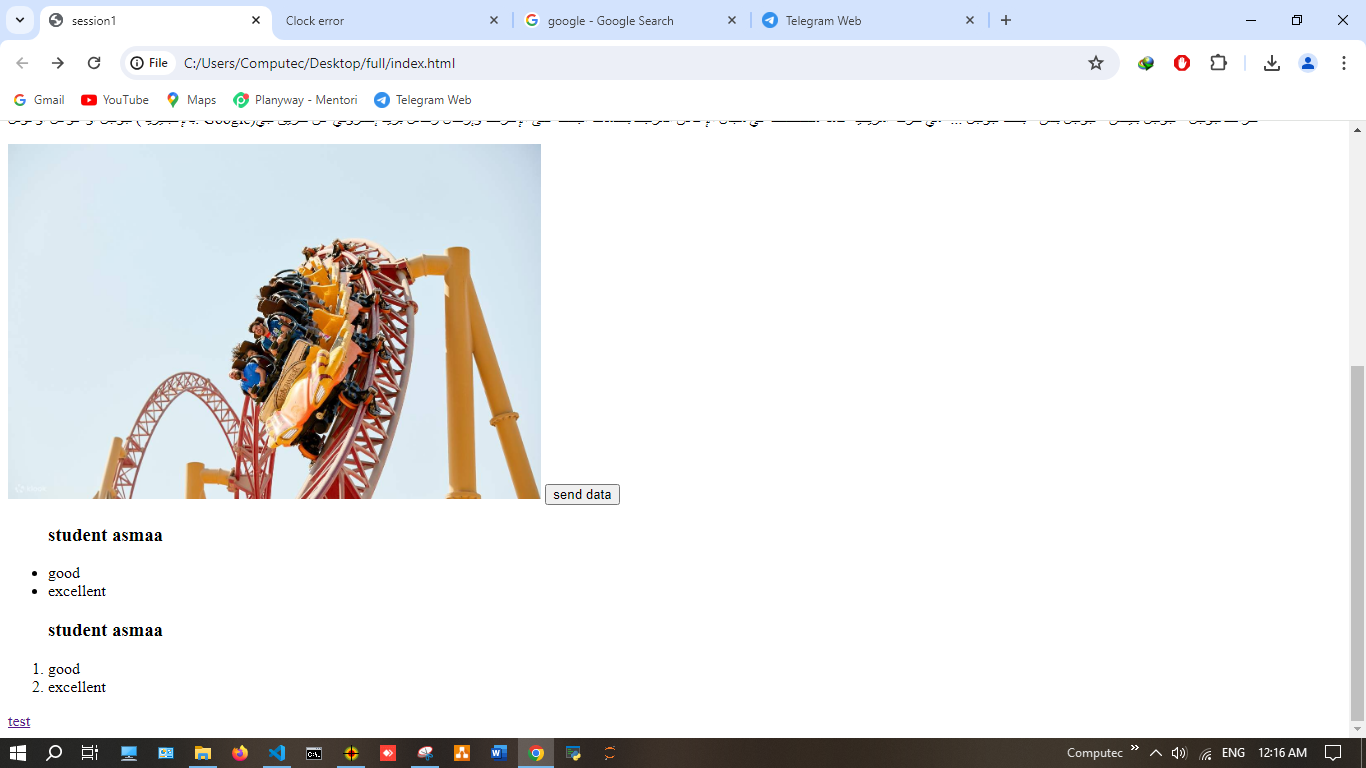 session1
Clock error
google - Google Search
Telegram Web
File
C:/Users/Computec/Desktop/full/index.html
Gmail
YouTube
Maps
Planyway - Mentori
Telegram Web
Google)
send data
student asmaa
• good
• excellent
student asmaa
1. good
2. excellent
test
Computec
ENG
12:16 AM